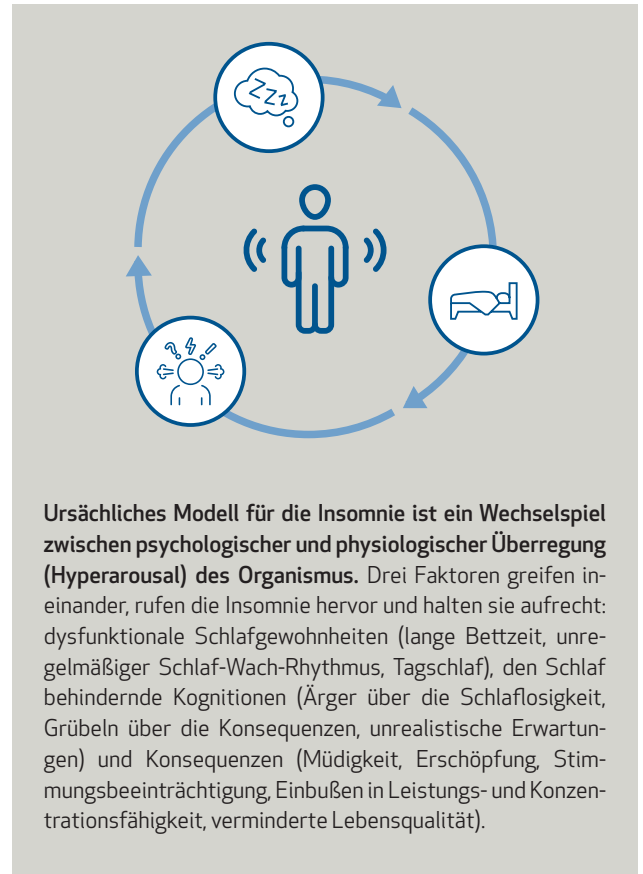 Zzz
? !
Ursächliches Modell für die Insomnie ist ein Wechselspiel
zwischen psychologischer und physiologischer Überregung
(Hyperarousal) des Organismus. Drei Faktoren greifen in-
einander, rufen die Insomnie hervor und halten sie aufrecht:
dysfunktionale Schlafgewohnheiten (lange Bettzeit, unre-
gelmäßiger Schlaf-Wach-Rhythmus, Tagschlaf), den Schlaf
behindernde Kognitionen (Ärger über die Schlaflosigkeit,
Grübeln über die Konsequenzen, unrealistische Erwartun-
gen) und Konsequenzen (Müdigkeit, Erschöpfung, Stim-
mungsbeeinträchtigung, Einbußen in Leistungs- und Konzen-
trationsfähigkeit, verminderte Lebensqualität).